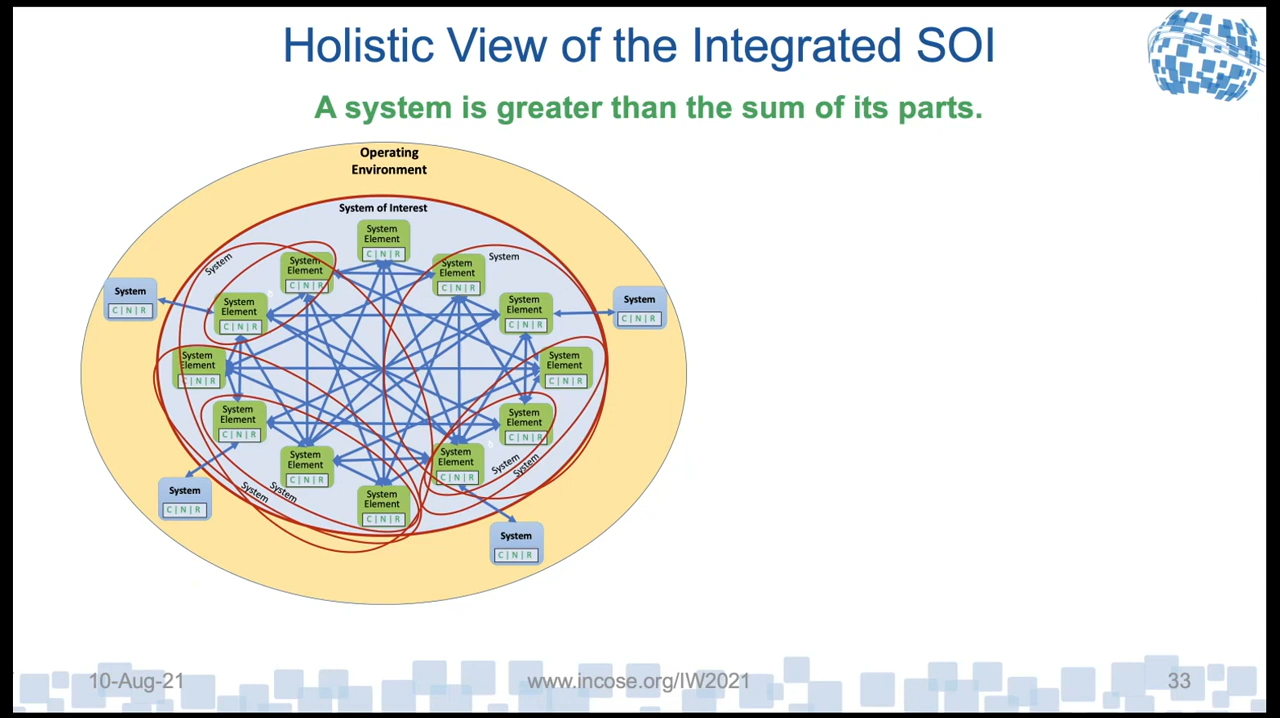 Holistic View of the Integrated SOI
A system is greater than the sum of its parts.
Operating
Environment
System of Interest
System
Element
C | N | R
System
System
Element
C | N | R
System
Element
C | N | R
System
System
Element
C | N | R
System
Element
C | N | R
System
C | N | R
System
C | N | R
System
Element
C | N | R
System
Element
C | N | R
System
Element
C | N | R
System
Element
C | N | R
System
Element
C | N | R
System
Element
C | N | R
System
System
System
System
System
Element
C | N | R
System
C | N | R
System
C | N | R
10-Aug-21
www.incose.org/IW2021
33